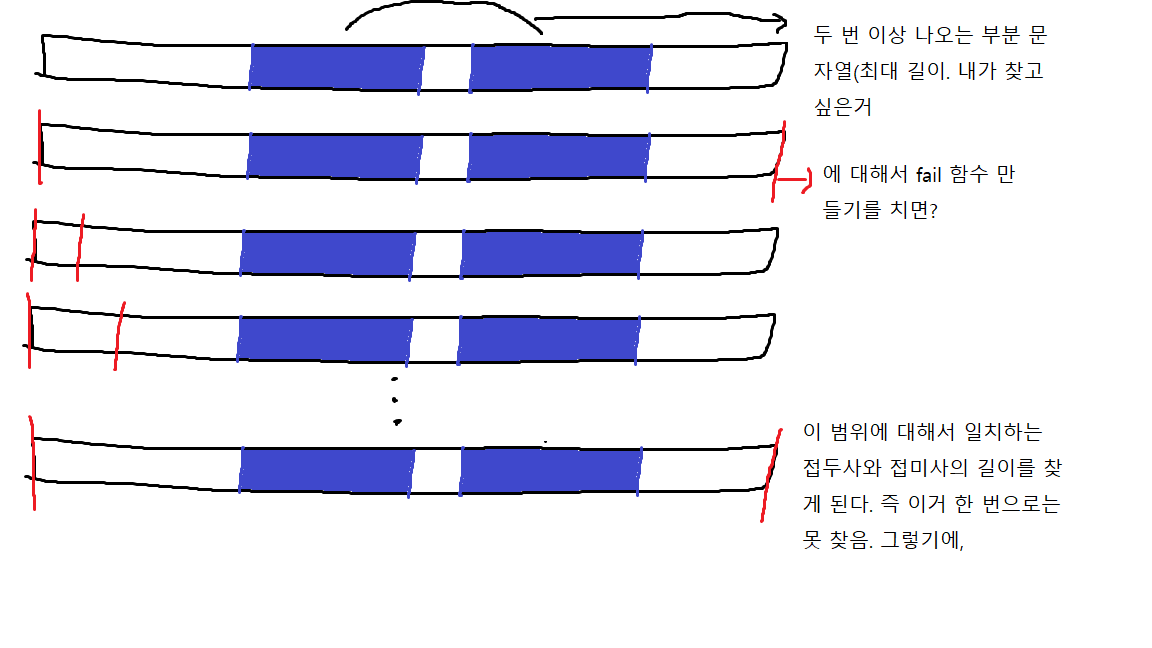 두 번 이상 나오는 부분 문
자열(최대 길이. 내가 찾고
싶은거
에 대해서 fail 함수 만
들기를 치면?
이 범위에 대해서 일치하는
접두사와 접미사의 길이를 찾
게 된다. 즉 이거 한 번으로는
못 찾음. 그렇기에,